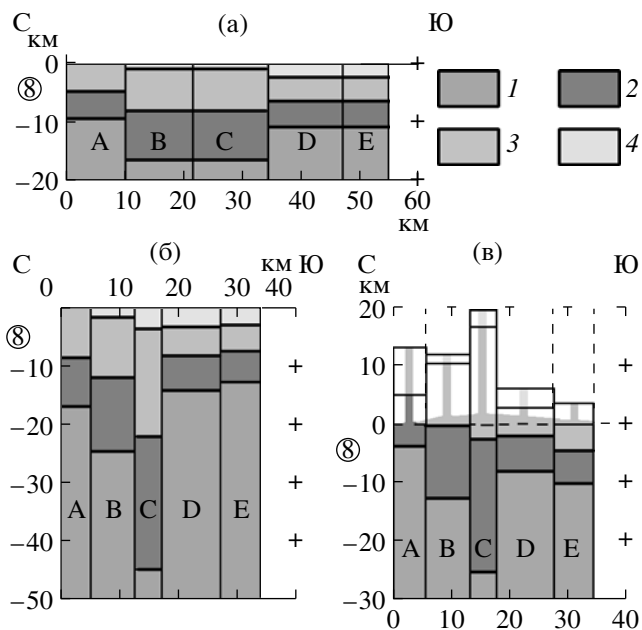 С (а) Ю
км
0 + 1 2
⑧
−10 + 3 4
A B C D E
−20 +
0 10 20 30 40 50 60
км
С (б) км Ю
0 10 20 30 40
⑧
−10 +
−20 +
−30 +
A B C D E
−40 +
−50
С (в) Ю
км
20
10 +
0 +
⑧
−10 +
−20 +
A B C D E
−30
0 10 20 30 40